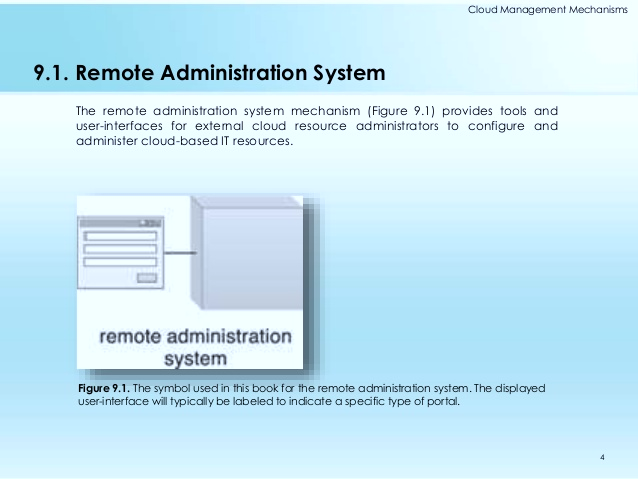 Cloud Management Mechanisms
9.1. Remote Administration System
The remote administration system mechanism (Figure 9.1) provides tools and
user-interfaces for external cloud resource administrators to configure and
administer cloud-based IT resources.
remote administration
system
Figure 9.1. The symbol used in this book for the remote administration system. The displayed
user-interface will typically be labeled to indicate a specific type of portal.
4